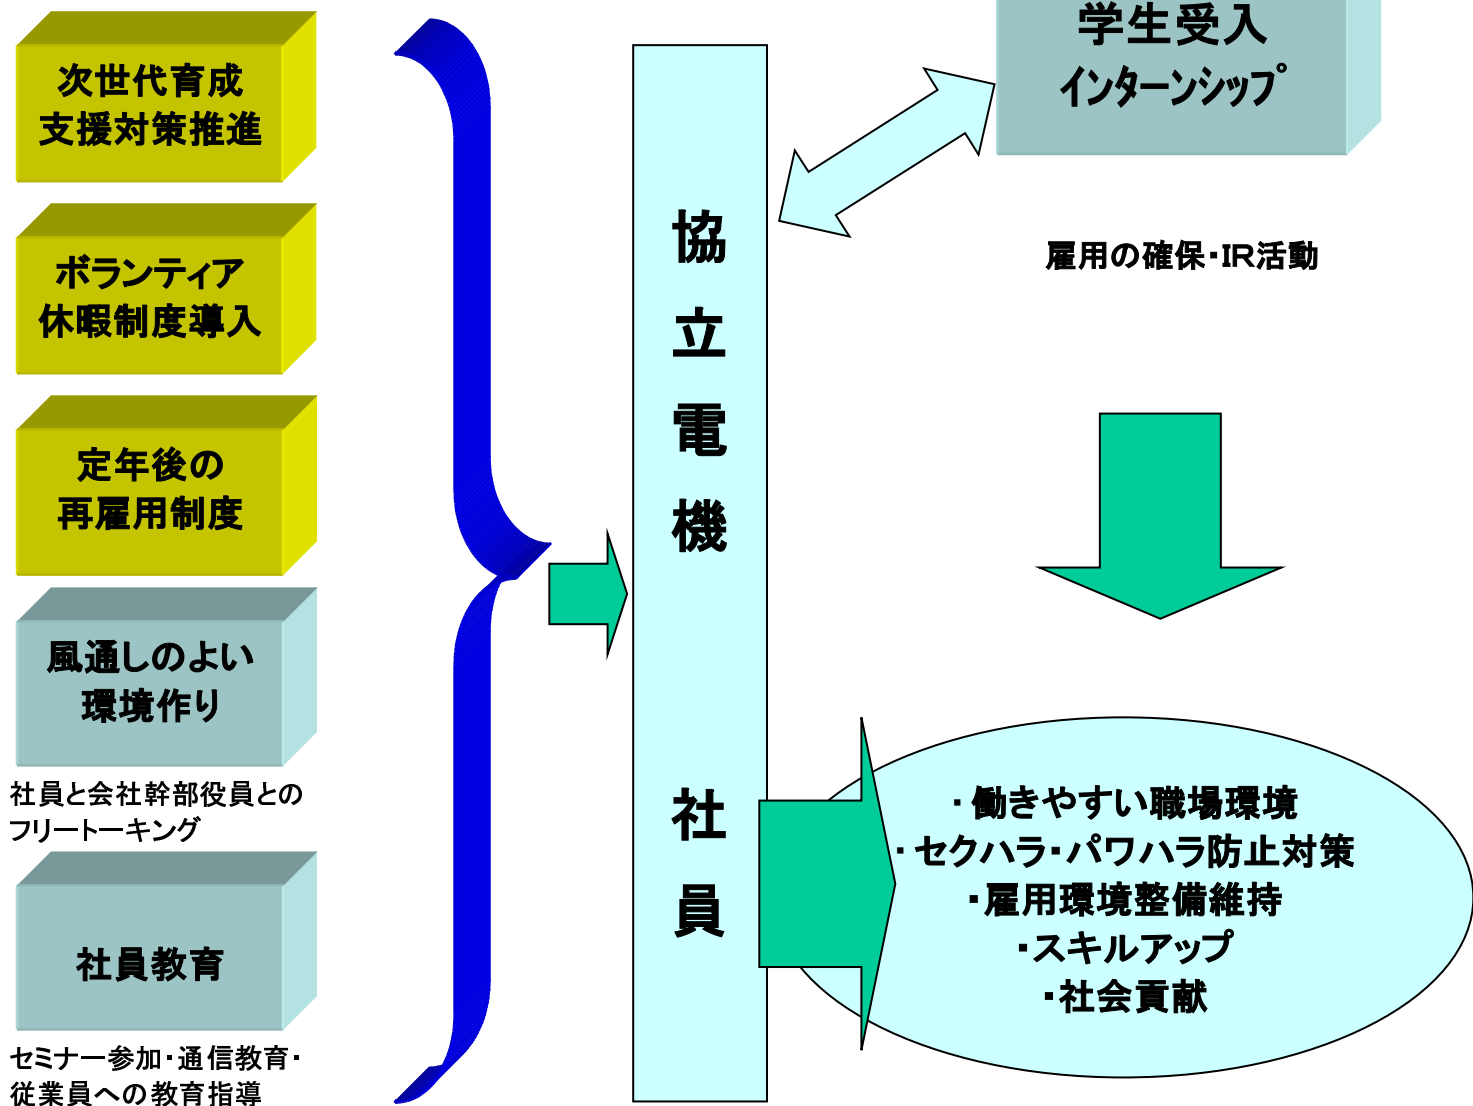 次世代育成
支援対策推進
ボランティア
休暇制度導入
定年後の
再雇用制度
風通しのよい
環境作り
社員と会社幹部役員との
フリートーキング
社員教育
セミナー参加・通信教育・
従業員への教育指導
協立電機 社員
学生受入
インターンシップ
雇用の確保・IR活動
・働きやすい職場環境
・セクハラ・パワハラ防止対策
・雇用環境整備維持
・スキルアップ
・社会貢献